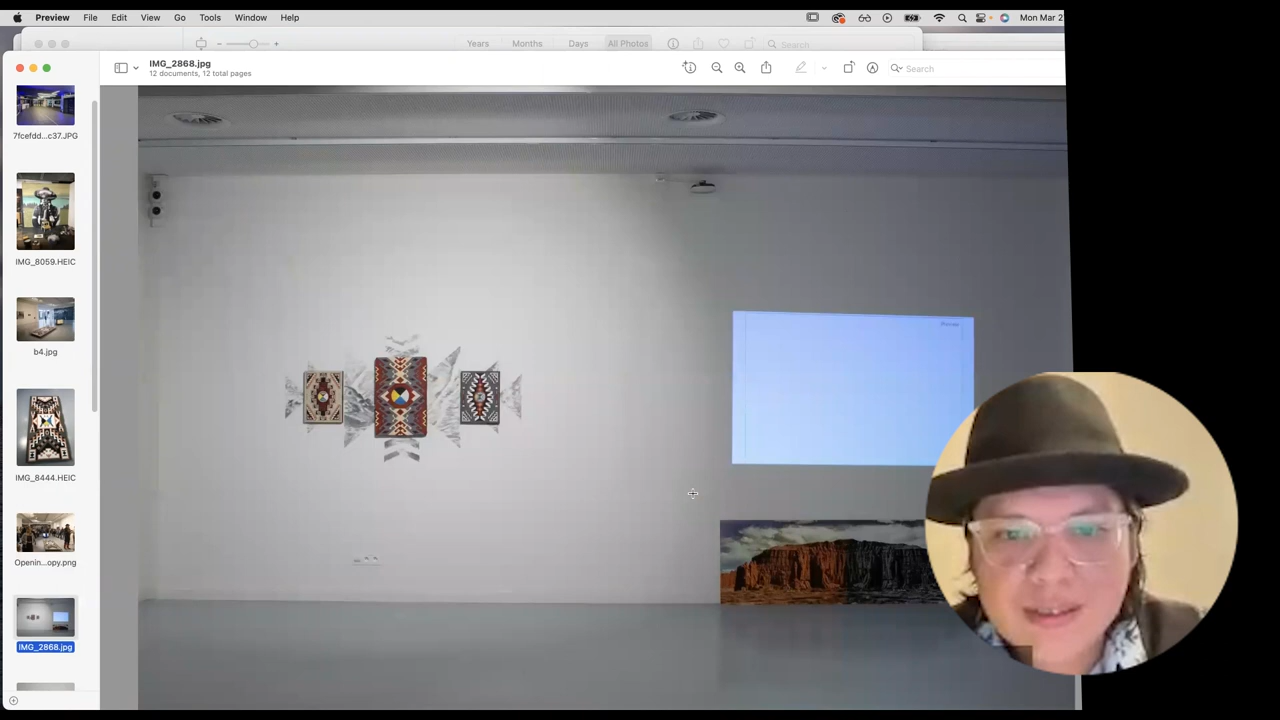 Preview File Edit View Go Tools Window Help
Mon Mar 2
Years Months Days All Photos Search
IMG_2868.jpg
12 documents, 12 total pages
Search
7fcefdd...c37.JPG
IMG_8059.HEIC
b4.jpg
IMG_8444.HEIC
Openin...opy.png
IMG_2868.jpg